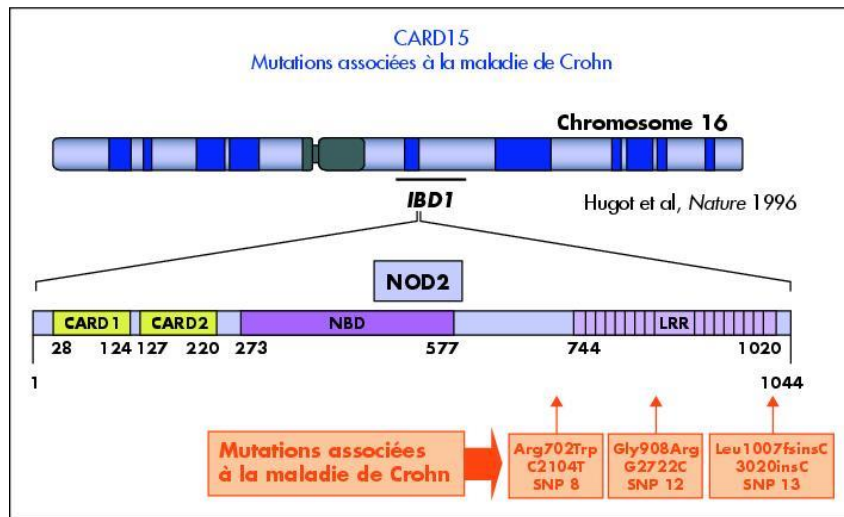 CARD15
Mutations associées à la maladie de Crohn
Chromosome 16
IBD1
Hugot et al, Nature 1996
NOD2
CARD1 CARD2 NBD LRR
28 124 127 220 273 577 744 1020
1 1044
Mutations associées
à la maladie de Crohn
Arg702Trp
C2104T
SNP 8
Gly908Arg
G2722C
SNP 12
Leu1007fsinsC
3020insC
SNP 13